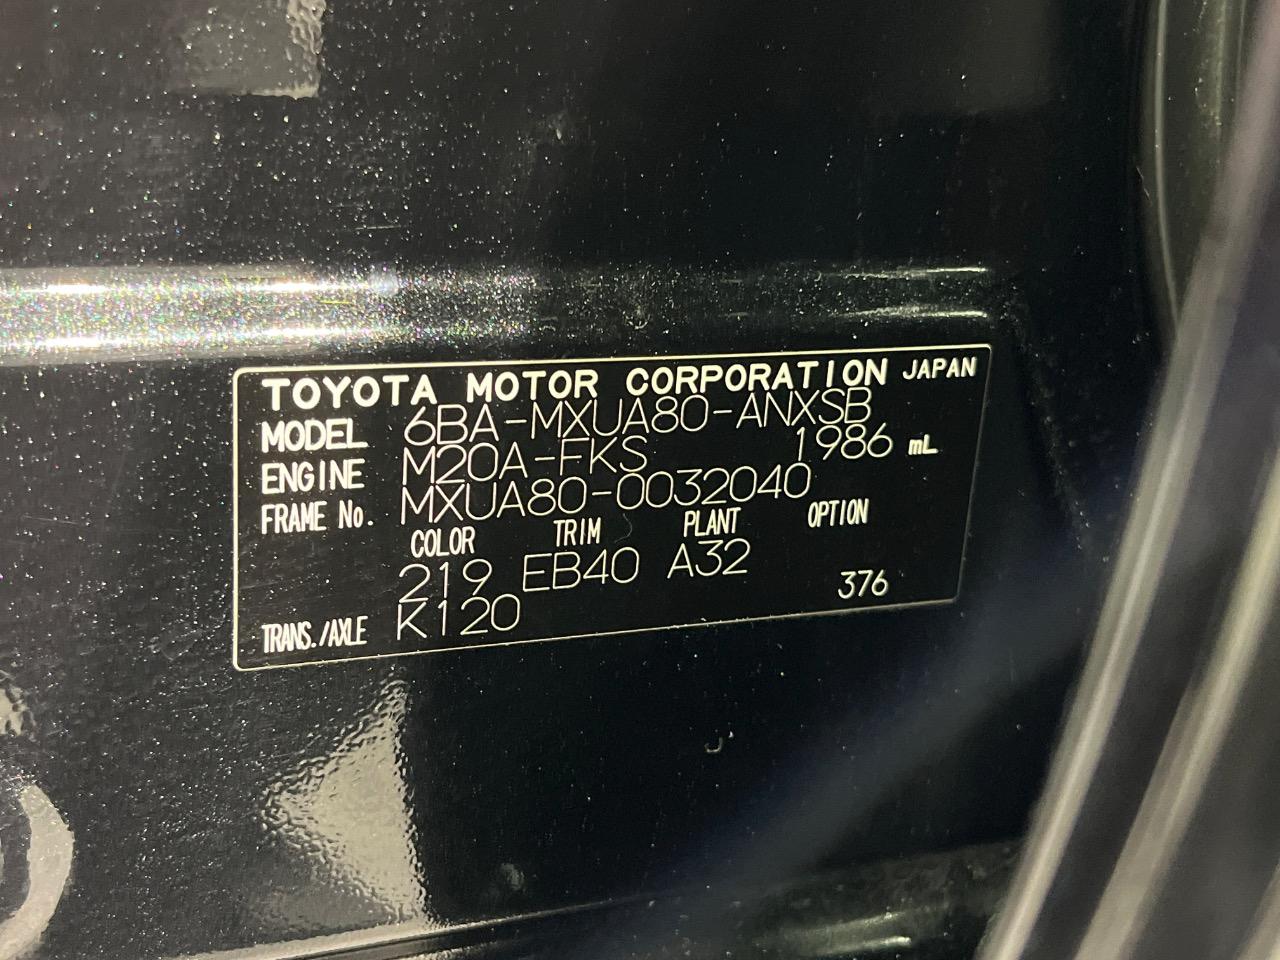 TOYOTA MOTOR CORPORATION JAPAN
MODEL 6BA-MXUA80-ANXSB
ENGINE M20A-FKS 1986 mL
FRAME No. MXUA80-0032040
COLOR TRIM PLANT OPTION
219 EB40 A32 376
TRANS./AXLE K120